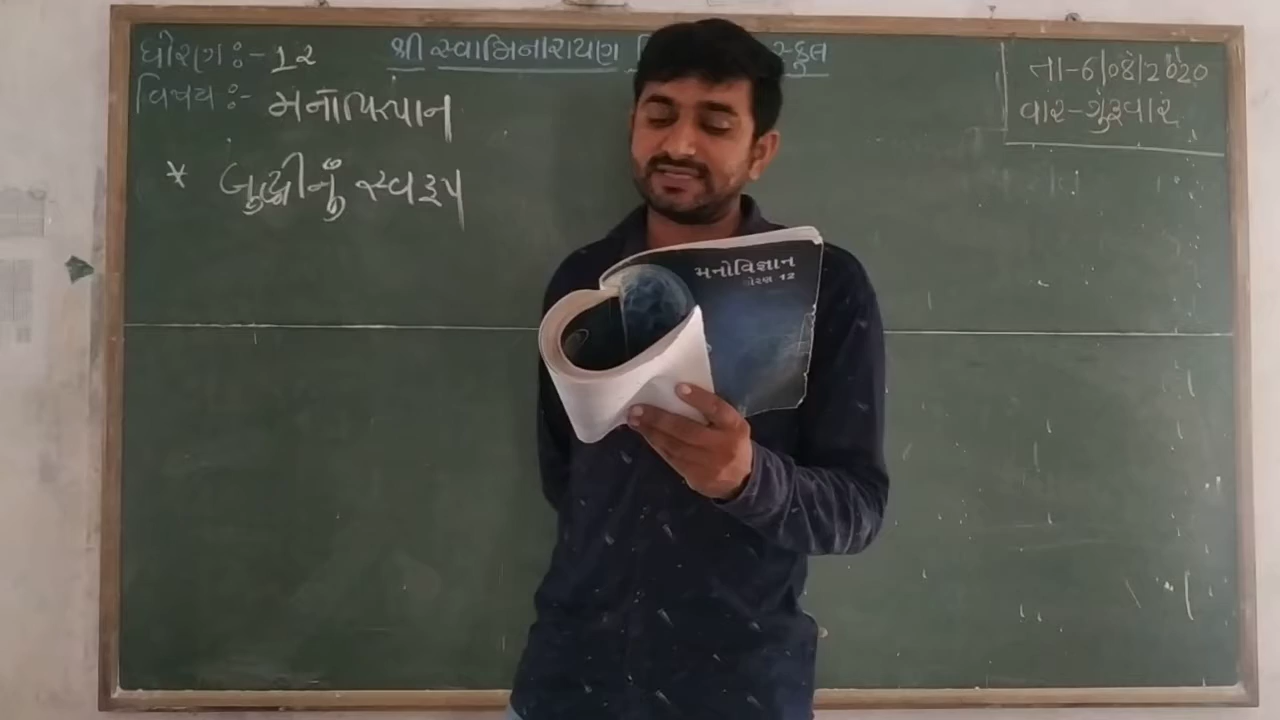 ધોરણ :- 12
શ્રી સ્વામિનારાયણ સ્કુલ
તા-6/08/2020
વિષય :- મનોવિજ્ઞાન
વાર-ગુરૂવાર
* બુદ્ધીનું સ્વરૂપ
મનોવિજ્ઞાન
ધોરણ 12